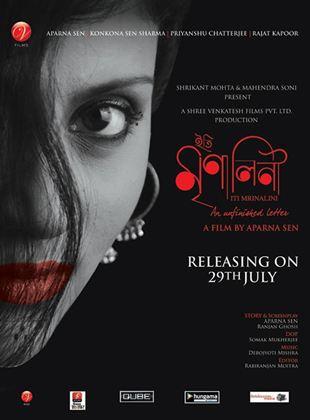 V
FILMS
APARNA SEN | KONKONA SEN SHARMA | PRIYANSHU CHATTERJEE | RAJAT KAPOOR
SHRIKANT MOHTA & MAHENDRA SONI
PRESENT
A SHREE VENKATESH FILMS PVT. LTD.
PRODUCTION
ইতি
মৃণালিনী
ITI MRINALINI
An unfinished letter
A FILM BY APARNA SEN
RELEASING ON
29TH JULY
STORY & SCREENPLAY
APARNA SEN
RANJAN GHOSH
DOP
SOMAK MUKHERJEE
MUSIC
DEBOJYOTI MISHRA
EDITOR
RABIRANJAN MOITRA
QUBE
hungama